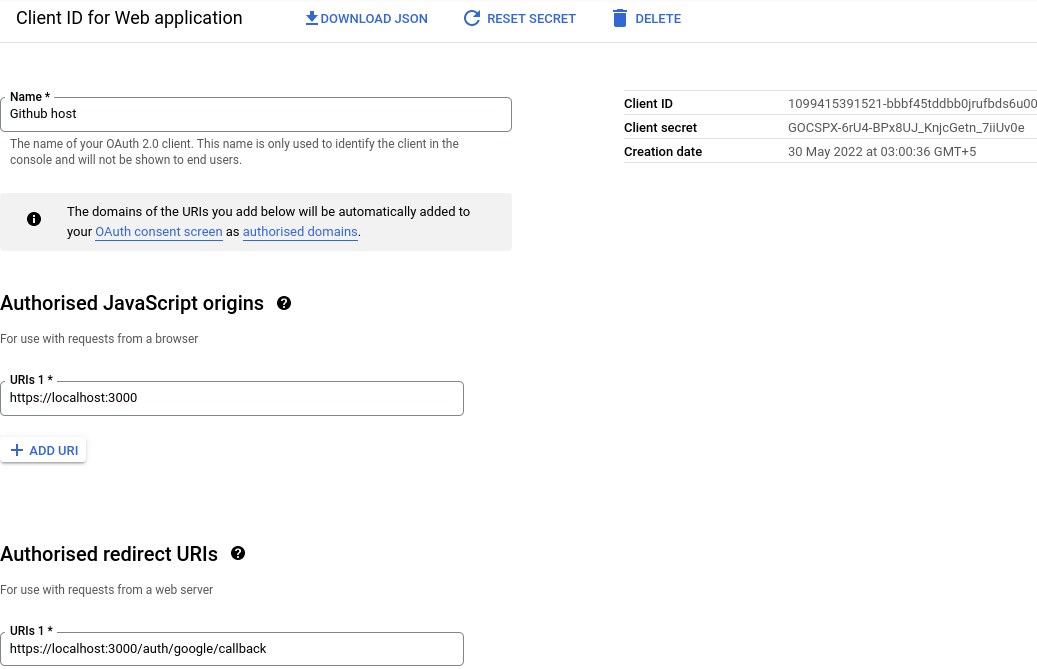 Client ID for Web application
DOWNLOAD JSON
RESET SECRET
DELETE
Name *
Github host
The name of your OAuth 2.0 client. This name is only used to identify the client in the
console and will not be shown to end users.
The domains of the URIs you add below will be automatically added to
your OAuth consent screen as authorised domains.
Client ID 1099415391521-bbbf45tddbb0jrufbds6u00
Client secret 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
Creation date 30 May 2022 at 03:00:36 GMT+5
Authorised JavaScript origins
For use with requests from a browser
URIs 1 *
https://localhost:3000
ADD URI
Authorised redirect URIs
For use with requests from a web server
URIs 1 *
https://localhost:3000/auth/google/callback